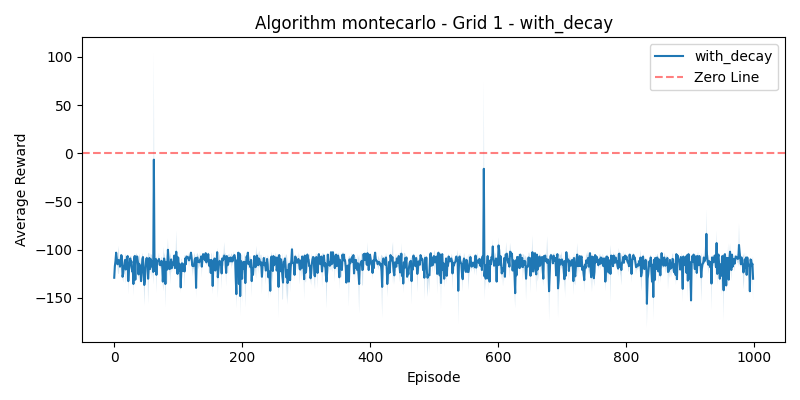 Algorithm montecarlo - Grid 1 - with_decay
with_decay
Zero Line
100
50
0
−50
−100
−150
Average Reward
0
200
400
600
800
1000
Episode